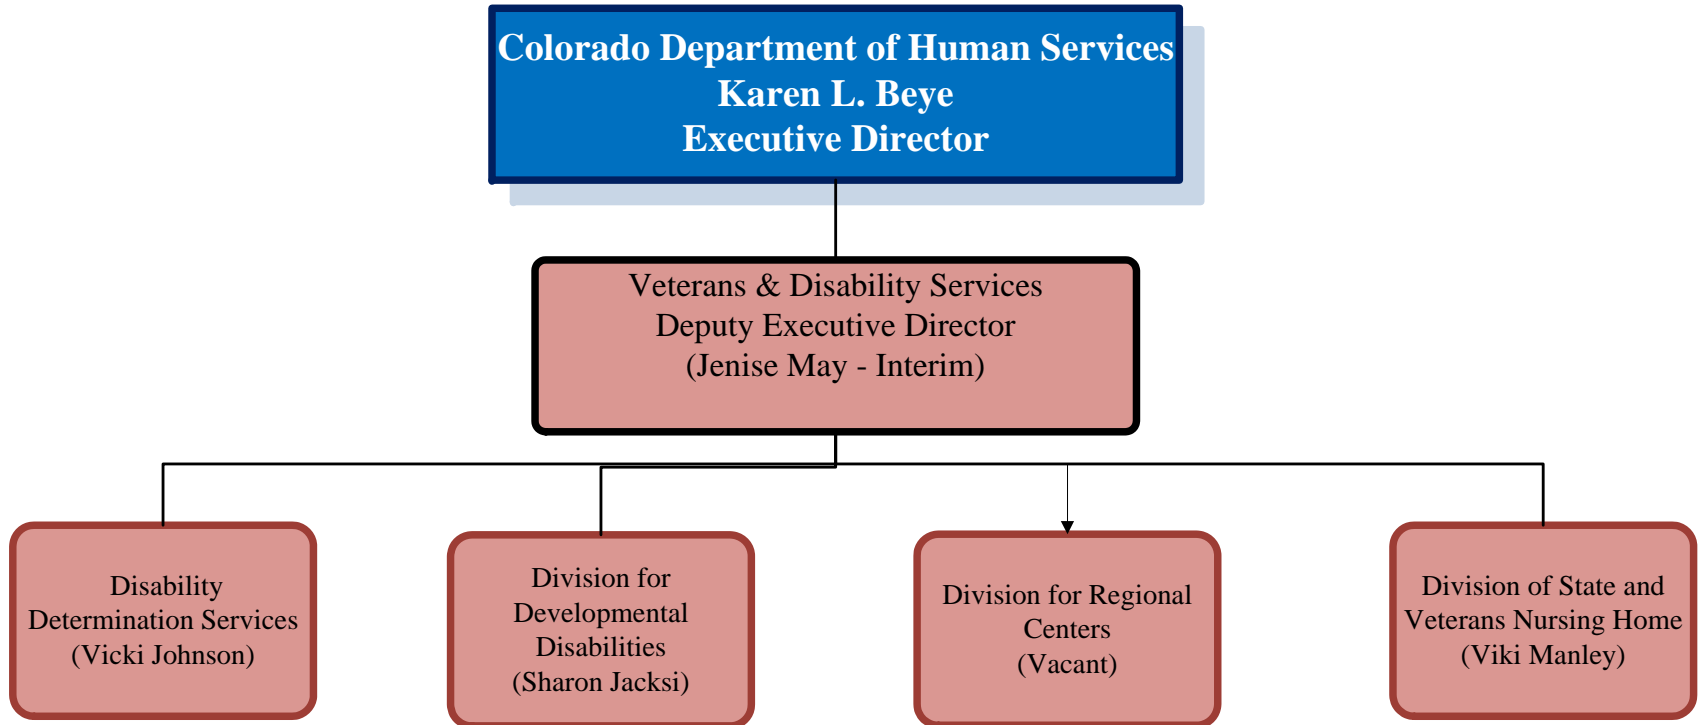 Colorado Department of Human Services
Karen L. Beye
Executive Director
Veterans & Disability Services
Deputy Executive Director
(Jenise May - Interim)
Disability
Determination Services
(Vicki Johnson)
Division for
Developmental
Disabilities
(Sharon Jacksi)
Division for Regional
Centers
(Vacant)
Division of State and
Veterans Nursing Home
(Viki Manley)